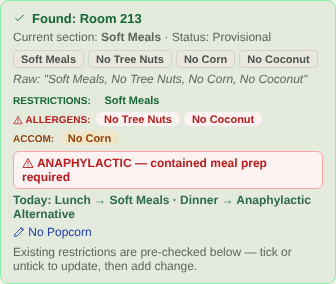 ✓ Found: Room 213
Current section: Soft Meals · Status: Provisional
Soft Meals No Tree Nuts No Corn No Coconut
Raw: "Soft Meals, No Tree Nuts, No Corn, No Coconut"
RESTRICTIONS: Soft Meals
⚠ ALLERGENS: No Tree Nuts No Coconut
ACCOM: No Corn
⚠ ANAPHYLACTIC — contained meal prep
required
Today: Lunch → Soft Meals · Dinner → Anaphylactic
Alternative
No Popcorn
Existing restrictions are pre-checked below — tick or
untick to update, then add change.